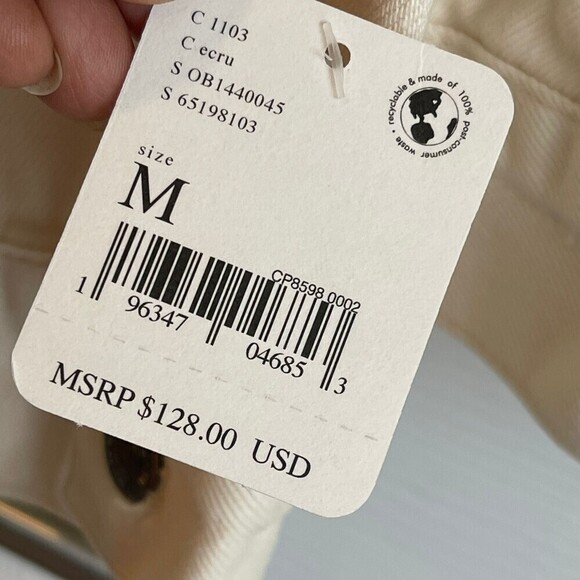 C 1103
C ecru
S OB1440045
S 65198103
recyclable & made of 100% post-consumer waste •
size
M
CP8598 0002
1 96347 04685 3
MSRP $128.00 USD